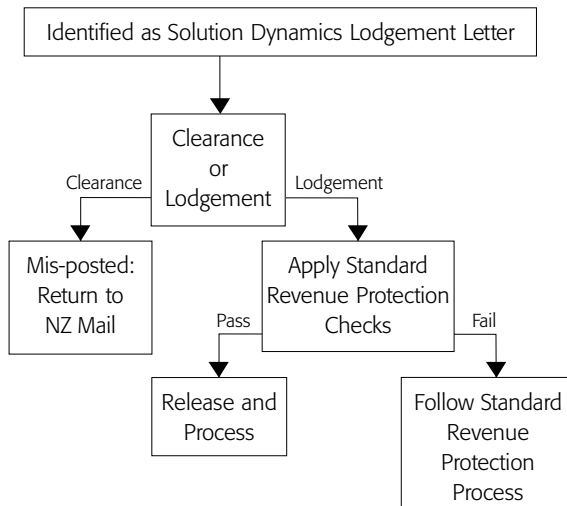 Identified as Solution Dynamics Lodgement Letter
Clearance
or
Lodgement
Clearance
Lodgement
Mis-posted:
Return to
NZ Mail
Apply Standard
Revenue Protection
Checks
Pass
Fail
Release and
Process
Follow Standard
Revenue
Protection
Process